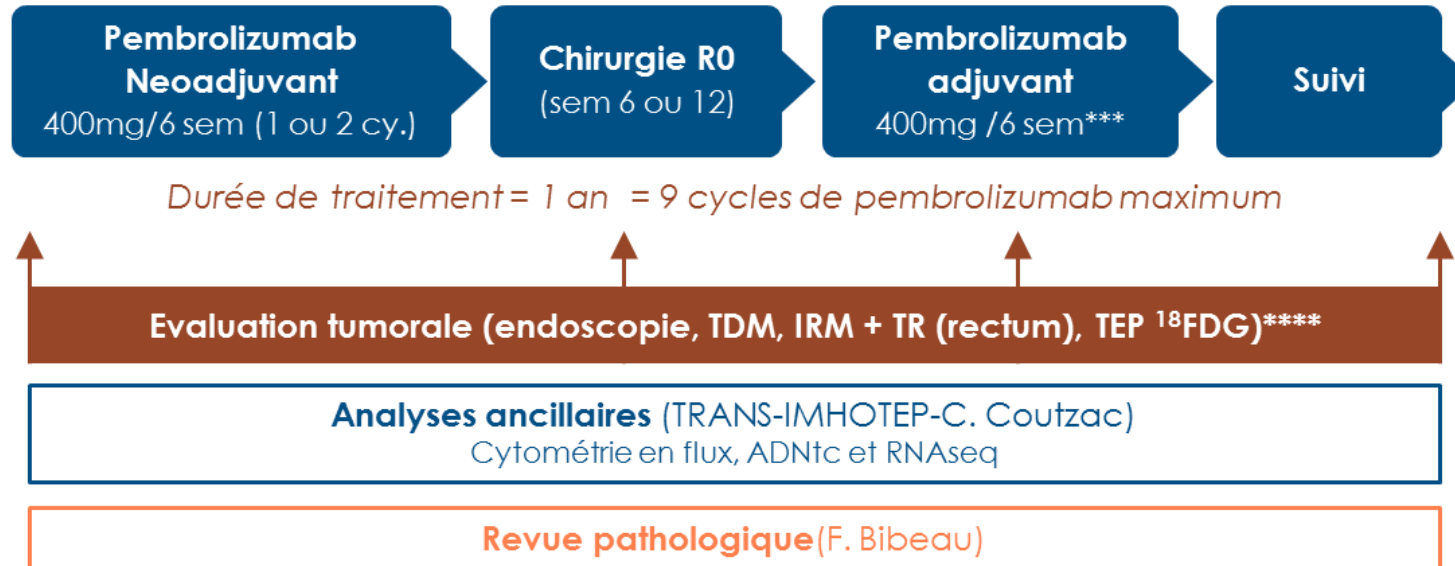 Pembrolizumab
Neoadjuvant
400mg/6 sem (1 ou 2 cy.)
Chirurgie R0
(sem 6 ou 12)
Pembrolizumab
adjuvant
400mg /6 sem***
Suivi
Durée de traitement = 1 an = 9 cycles de pembrolizumab maximum
Evaluation tumorale (endoscopie, TDM, IRM + TR (rectum), TEP ¹⁸FDG)****
Analyses ancillaires (TRANS-IMHOTEP-C. Coutzac)
Cytométrie en flux, ADNtc et RNAseq
Revue pathologique (F. Bibeau)